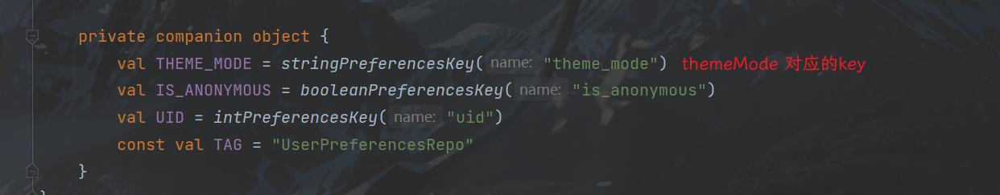 private companion object {
val THEME_MODE = stringPreferencesKey( name: "theme_mode") themeMode 对应的key
val IS_ANONYMOUS = booleanPreferencesKey( name: "is_anonymous")
val UID = intPreferencesKey( name: "uid")
const val TAG = "UserPreferencesRepo"
}
}